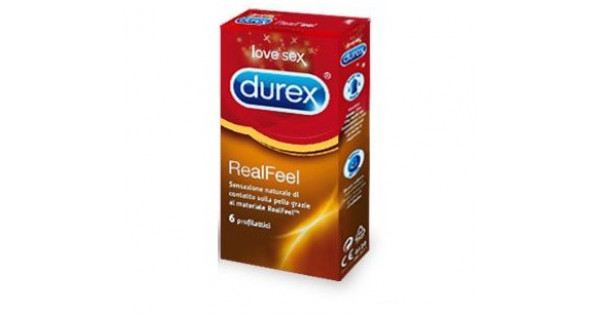 love sex
durex
RealFeel
Sensazione naturale di
contatto sulla pelle grazie
al materiale RealFeel™
6 profilattici